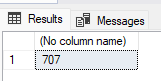 Results Messages
(No column name)
1 707